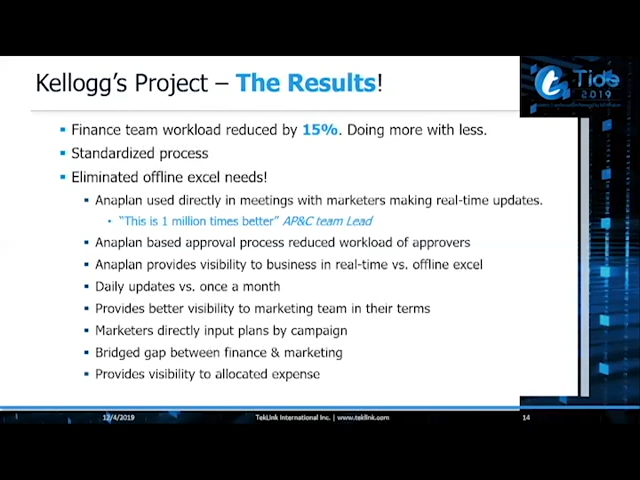 Kellogg's Project – The Results!
Tide
2019
▪ Finance team workload reduced by 15%. Doing more with less.
▪ Standardized process
▪ Eliminated offline excel needs!
▪ Anaplan used directly in meetings with marketers making real-time updates.
• "This is 1 million times better" AP&C team Lead
▪ Anaplan based approval process reduced workload of approvers
▪ Anaplan provides visibility to business in real-time vs. offline excel
▪ Daily updates vs. once a month
▪ Provides better visibility to marketing team in their terms
▪ Marketers directly input plans by campaign
▪ Bridged gap between finance & marketing
▪ Provides visibility to allocated expense
12/4/2019
TekLink International Inc. | www.teklink.com
14